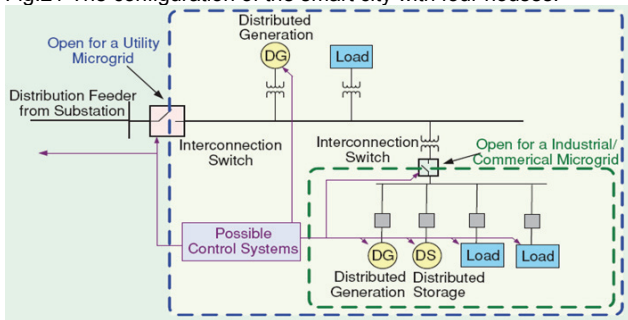 Fig.21 The configuration of the smart city with four houses.
Distributed
Generation
Open for a Utility
Microgrid
DG
Load
Distribution Feeder
from Substation
Interconnection
Switch
Interconnection
Switch
Open for a Industrial/
Commerical Microgrid
Possible
Control Systems
DG
DS
Load
Load
Distributed
Generation
Distributed
Storage